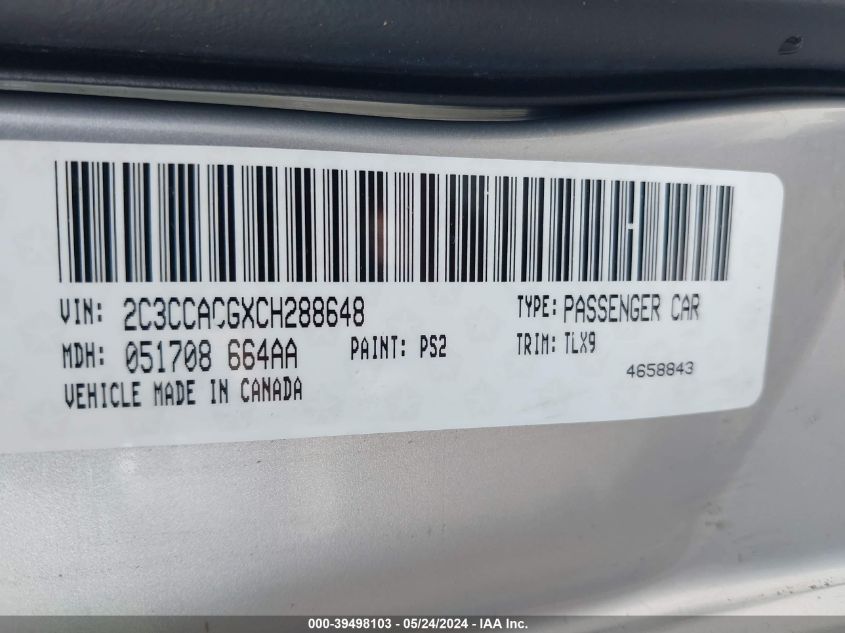 VIN: 2C3CCACGXCH288648
TYPE: PASSENGER CAR
MDH: 051708 664AA
PAINT: PS2
TRIM: TLX9
4658843
VEHICLE MADE IN CANADA
000-39498103 - 05/24/2024 - IAA Inc.